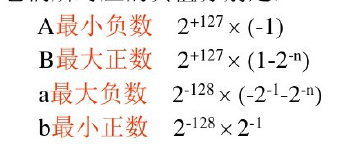 A最小负数 2⁺¹²⁷ × (-1)
B最大正数 2⁺¹²⁷ × (1-2⁻ⁿ)
a最大负数 2⁻¹²⁸ × (-2⁻¹-2⁻ⁿ)
b最小正数 2⁻¹²⁸ × 2⁻¹